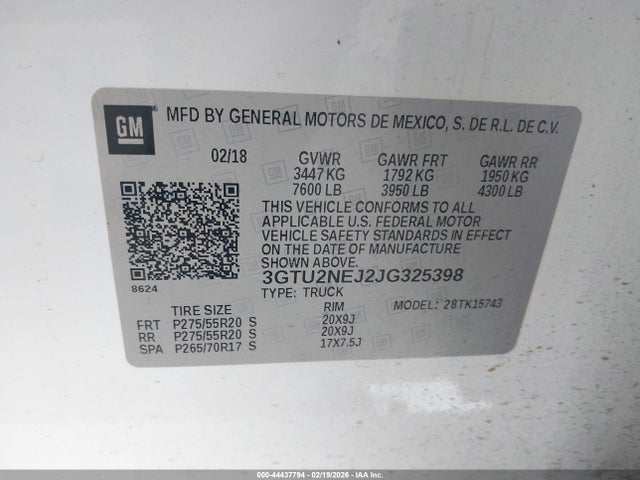 GM
MFD BY GENERAL MOTORS DE MEXICO, S. DE R.L. DE C.V.
02/18 GVWR GAWR FRT GAWR RR
3447 KG 1792 KG 1950 KG
7600 LB 3950 LB 4300 LB
THIS VEHICLE CONFORMS TO ALL
APPLICABLE U.S. FEDERAL MOTOR
VEHICLE SAFETY STANDARDS IN EFFECT
ON THE DATE OF MANUFACTURE
SHOWN ABOVE.
8624 3GTU2NEJ2JG325398
TYPE: TRUCK MODEL: 28TK15743
TIRE SIZE RIM
FRT P275/55R20 S 20X9J
RR P275/55R20 S 20X9J
SPA P265/70R17 S 17X7.5J
000-44437794 - 02/19/2026 - IAA Inc.